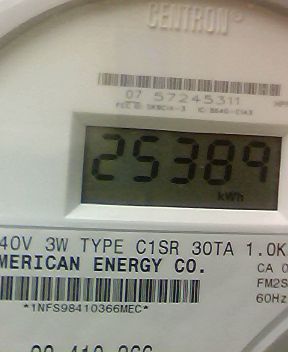 CENTRON®
07 57245311
25389
kWh
40V 3W TYPE C1SR 30TA 1.0K
MERICAN ENERGY CO.
CA 0
FM2S
60Hz
*1NFS98410366MEC*